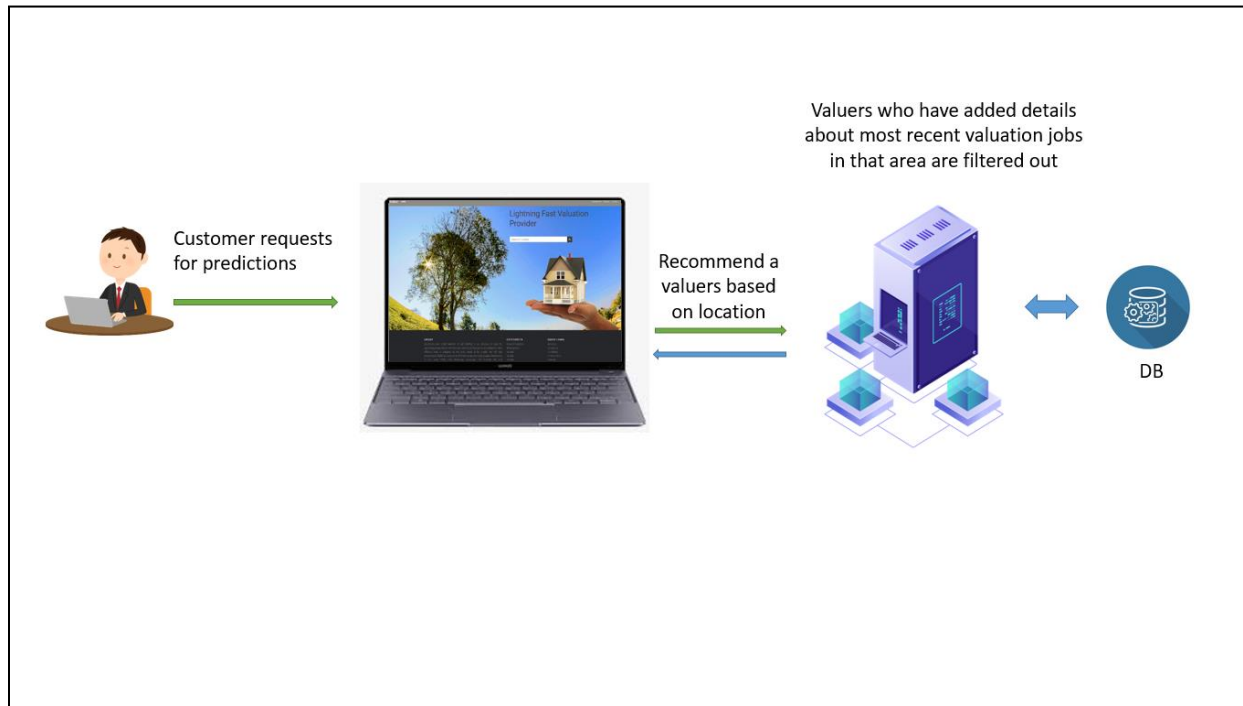 Valuers who have added details
about most recent valuation jobs
in that area are filtered out
Customer requests
for predictions
Lightning Fast Valuation
Provider
Recommend a
valuers based
on location
DB